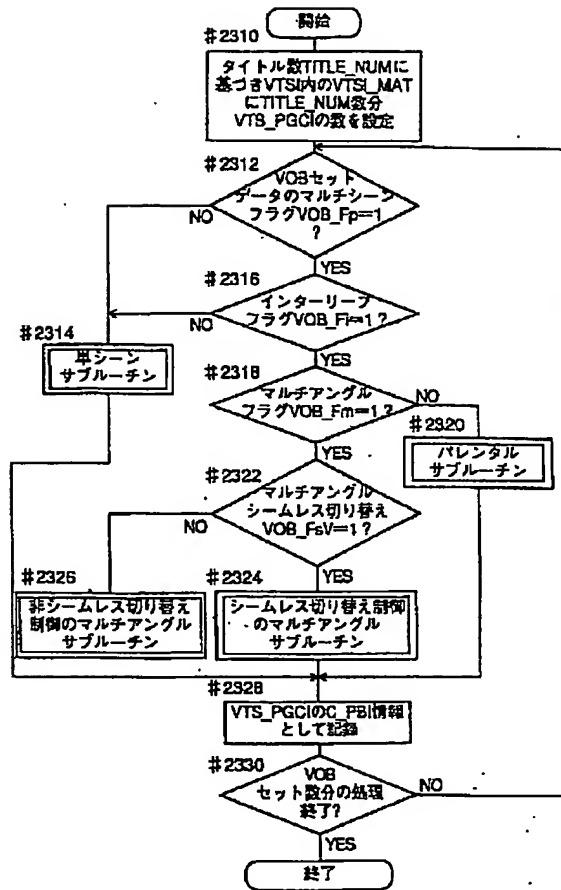 開始
#2310
タイトル数TITLE_NUMに
基づきVTSI内のVTSI_MAT
にTITLE_NUM数分
VTS_PGCIの数を設定
#2312
VOBセット
データのマルチシーン
フラグVOB_Fp=1
?
NO
YES
#2316
インターリーブ
フラグVOB_Fi=1?
NO
YES
#2314
単シーン
サブルーチン
#2318
マルチアングル
フラグVOB_Fm=1?
NO
YES
#2320
パレンタル
サブルーチン
#2322
マルチアングル
シームレス切り替え
VOB_FsV=1?
NO
YES
#2326
非シームレス切り替え
制御のマルチアングル
サブルーチン
#2324
シームレス切り替え制御
のマルチアングル
サブルーチン
#2328
VTS_PGCIのC_PBI情報
として記録
#2330
VOB
セット数分の処理
終了?
NO
YES
終了